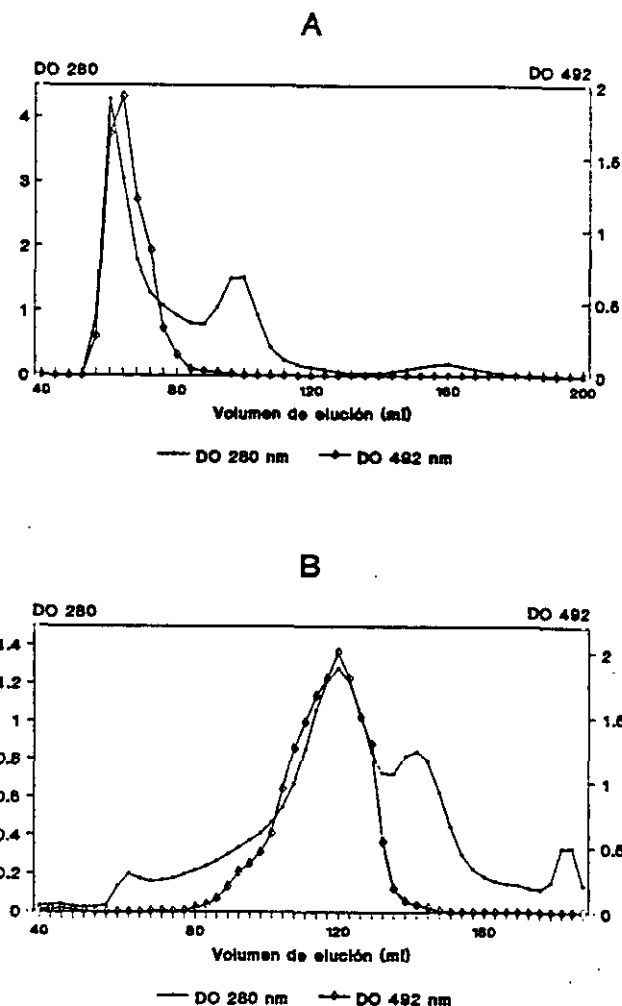 A
DO 280 DO 492
4 2
3 1.5
2 1
1 0.5
0 0
40 80 120 160 200
Volumen de elución (ml)
DO 280 nm DO 492 nm
B
DO 280 DO 492
1.4 2
1.2
1 1.5
0.8
0.6 1
0.4 0.5
0.2
0 0
40 80 120 160
Volumen de elución (ml)
DO 280 nm DO 492 nm